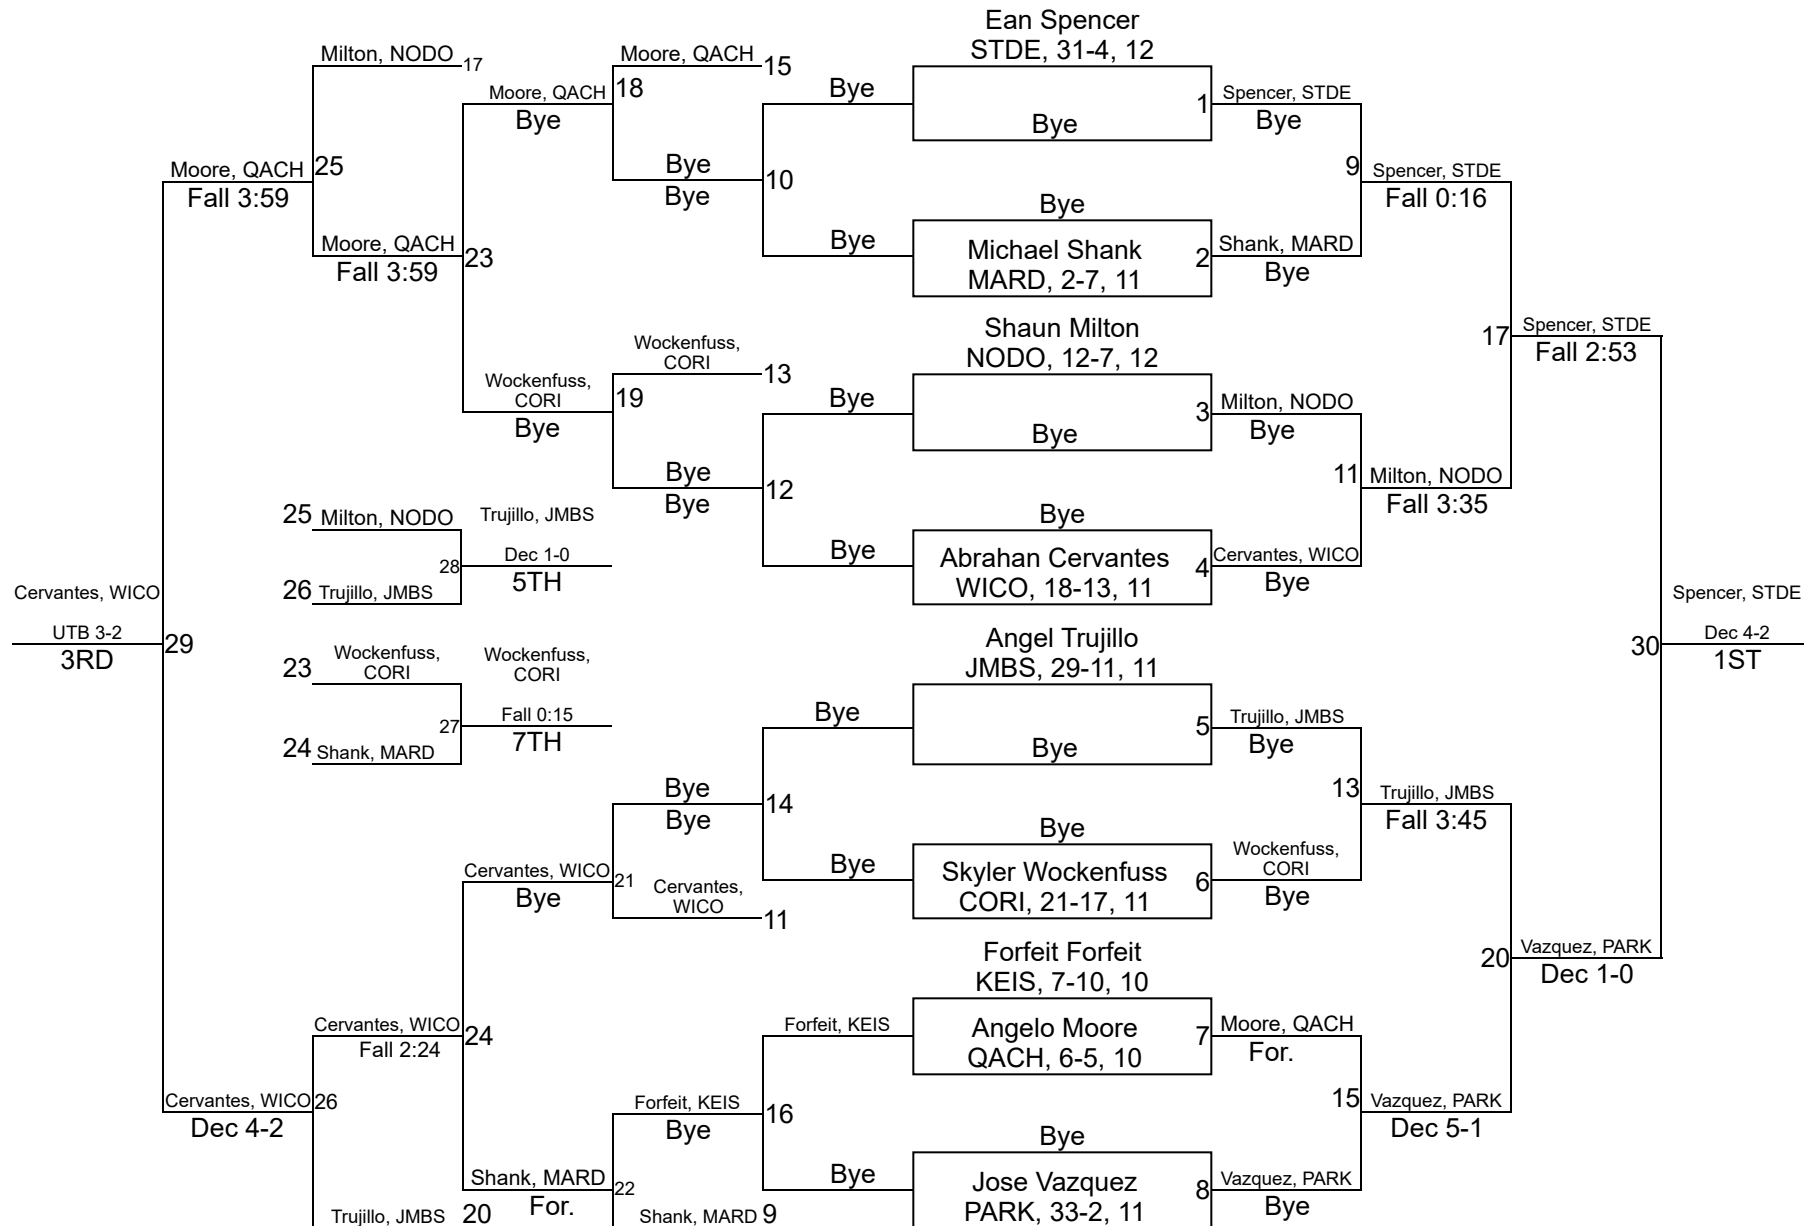 Ean Spencer
STDE, 31-4, 12
Milton, NODO 17
Moore, QACH 15
Moore, QACH 18
Bye
Bye
1 Spencer, STDE
Bye
Bye
Moore, QACH 25
Fall 3:59
Bye
Bye
10
9 Spencer, STDE
Fall 0:16
Bye
Moore, QACH 23
Fall 3:59
Bye
Michael Shank
MARD, 2-7, 11
2 Shank, MARD
Bye
Shaun Milton
NODO, 12-7, 12
17 Spencer, STDE
Fall 2:53
Wockenfuss,
CORI 13
Wockenfuss,
CORI 19
Bye
Bye
3 Milton, NODO
Bye
Bye
Bye
Bye
12
11 Milton, NODO
Fall 3:35
25 Milton, NODO
Trujillo, JMBS
28 Dec 1-0
5TH
26 Trujillo, JMBS
Bye
Bye
Abrahan Cervantes
WICO, 18-13, 11
4 Cervantes, WICO
Bye
Cervantes, WICO
UTB 3-2
3RD
29
Spencer, STDE
30 Dec 4-2
1ST
23 Wockenfuss,
CORI
Wockenfuss,
CORI
27 Fall 0:15
7TH
24 Shank, MARD
Angel Trujillo
JMBS, 29-11, 11
Bye
Bye
5 Trujillo, JMBS
Bye
Bye
Bye
14
13 Trujillo, JMBS
Fall 3:45
Bye
Cervantes, WICO 21
Bye
Cervantes,
WICO
11
Bye
Skyler Wockenfuss
CORI, 21-17, 11
6 Wockenfuss,
CORI
Bye
Forfeit Forfeit
KEIS, 7-10, 10
20 Vazquez, PARK
Dec 1-0
Cervantes, WICO 24
Fall 2:24
Forfeit, KEIS
Angelo Moore
QACH, 6-5, 10
7 Moore, QACH
For.
Cervantes, WICO 26
Dec 4-2
Forfeit, KEIS
Bye
16
15 Vazquez, PARK
Dec 5-1
Bye
Shank, MARD 22
For.
Bye
Jose Vazquez
PARK, 33-2, 11
8 Vazquez, PARK
Bye
Trujillo, JMBS 20
Shank, MARD 9